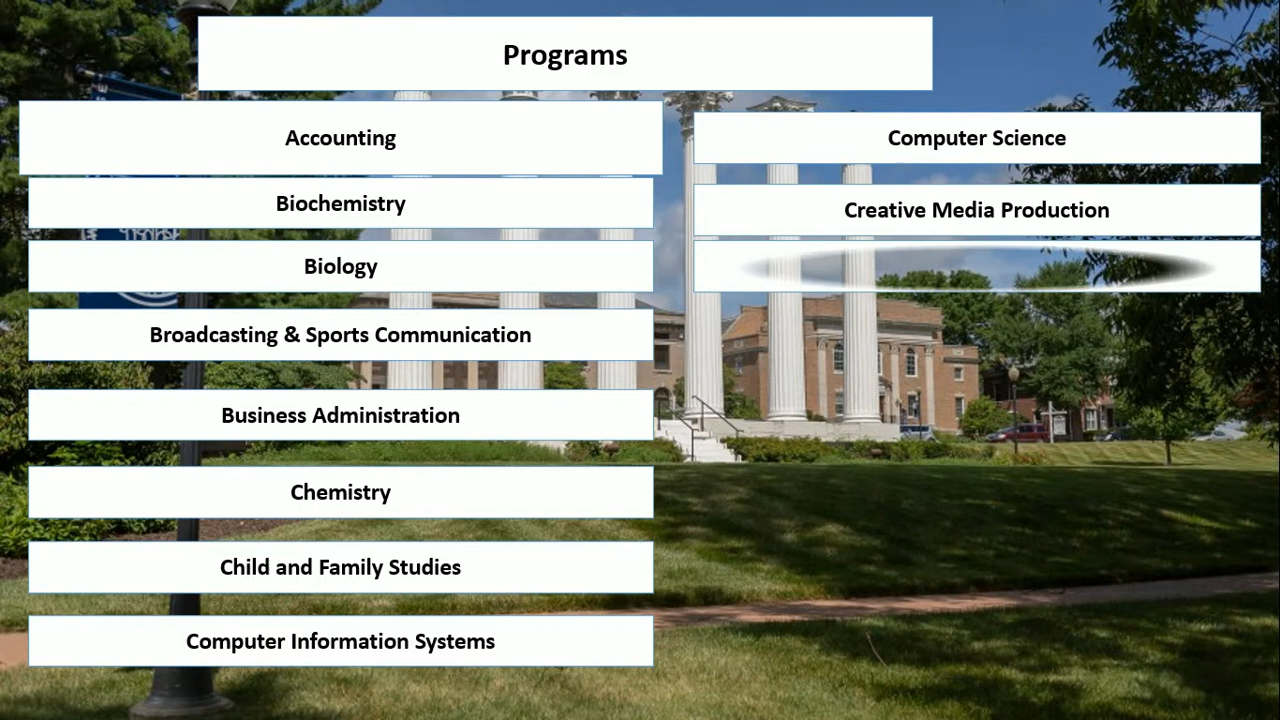 Programs
Accounting
Biochemistry
Biology
Broadcasting & Sports Communication
Business Administration
Chemistry
Child and Family Studies
Computer Information Systems
Computer Science
Creative Media Production